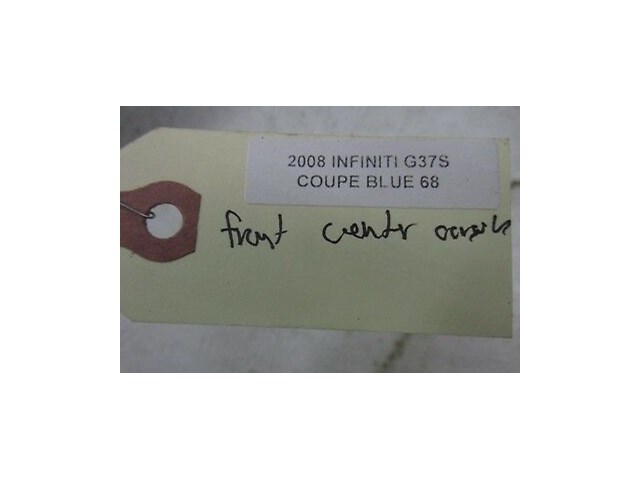 2008 INFINITI G37S
COUPE BLUE 68
front center